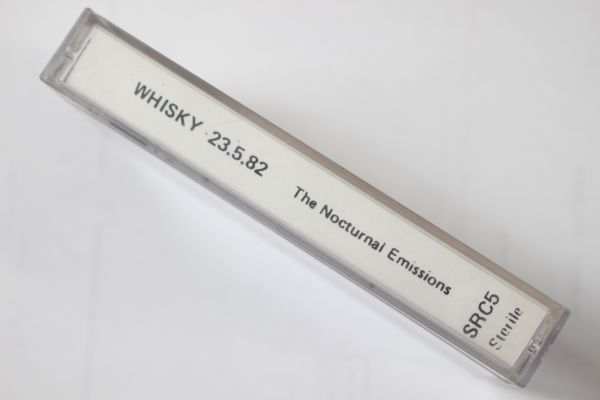 WHISKY 23.5.82
The Nocturnal Emissions
SRC5
Sterile